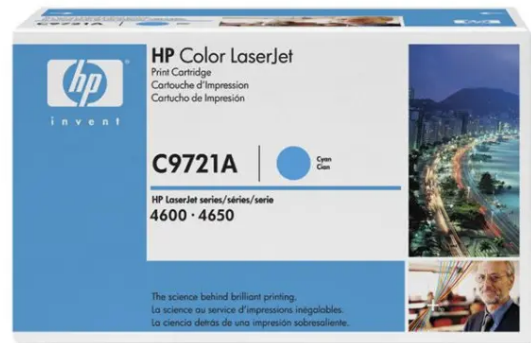 C9721A
hp
invent
HP Color LaserJet
Print Cartridge
Cartouche d'Impression
Cartucho de Impresión
C9721A
Cyan
Cian
HP LaserJet series/séries/serie
4600 • 4650
The science behind brilliant printing.
La science au service d'impressions inégalables.
La ciencia detrás de una impresión sobresaliente.